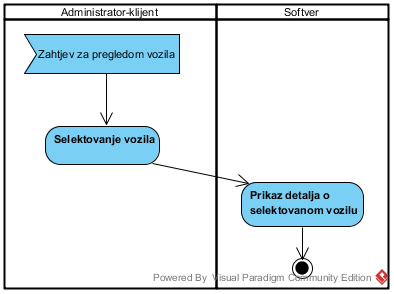 Administrator-klijent
Softver
Zahtjev za pregledom vozila
Selektovanje vozila
Prikaz detalja o
selektovanom vozilu
Powered By Visual Paradigm Community Edition